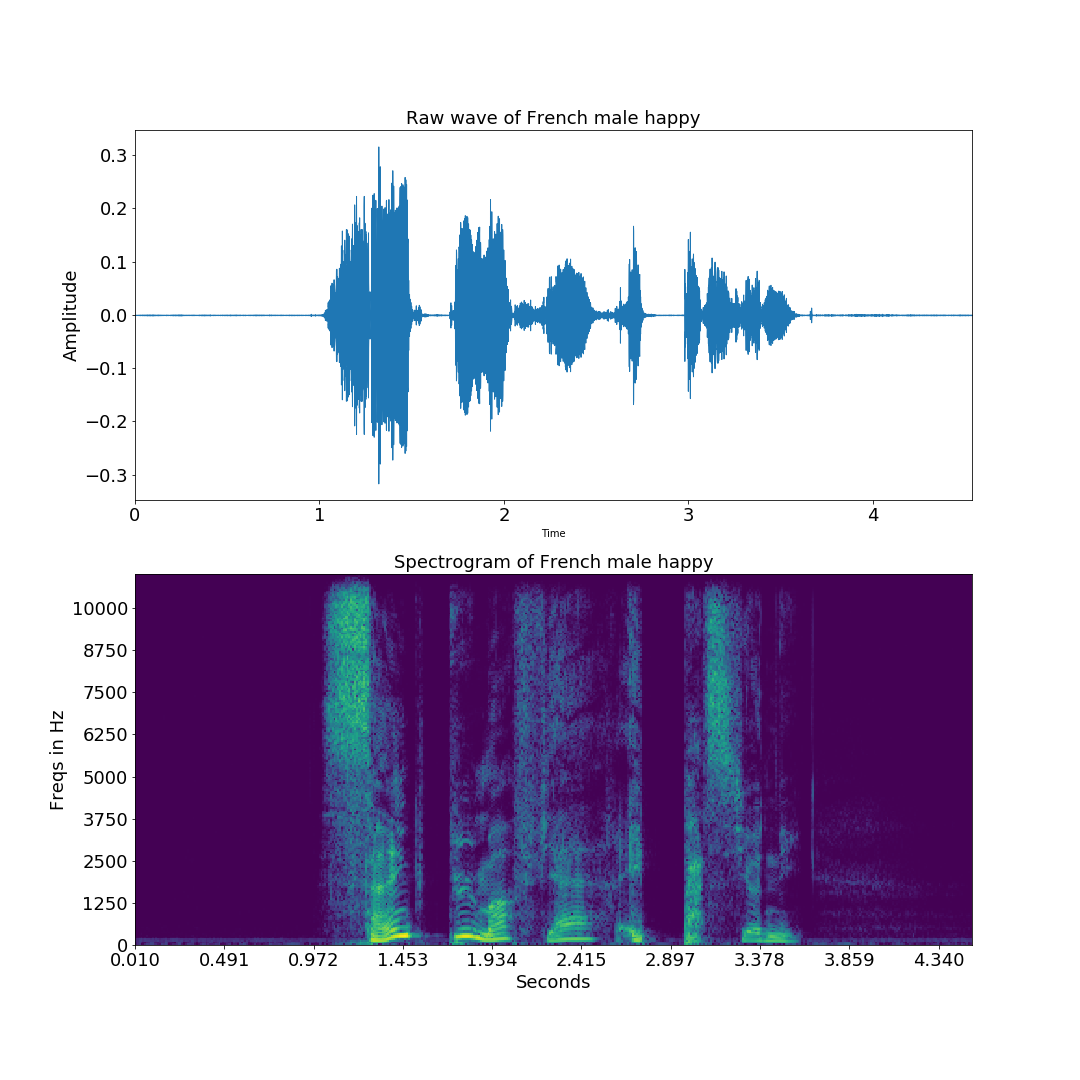 Raw wave of French male happy
0.3
0.2
0.1
0.0
−0.1
−0.2
−0.3
Amplitude
0 1 2 3 4
Time
Spectrogram of French male happy
10000
8750
7500
6250
5000
3750
2500
1250
0
Freqs in Hz
0.010 0.491 0.972 1.453 1.934 2.415 2.897 3.378 3.859 4.340
Seconds